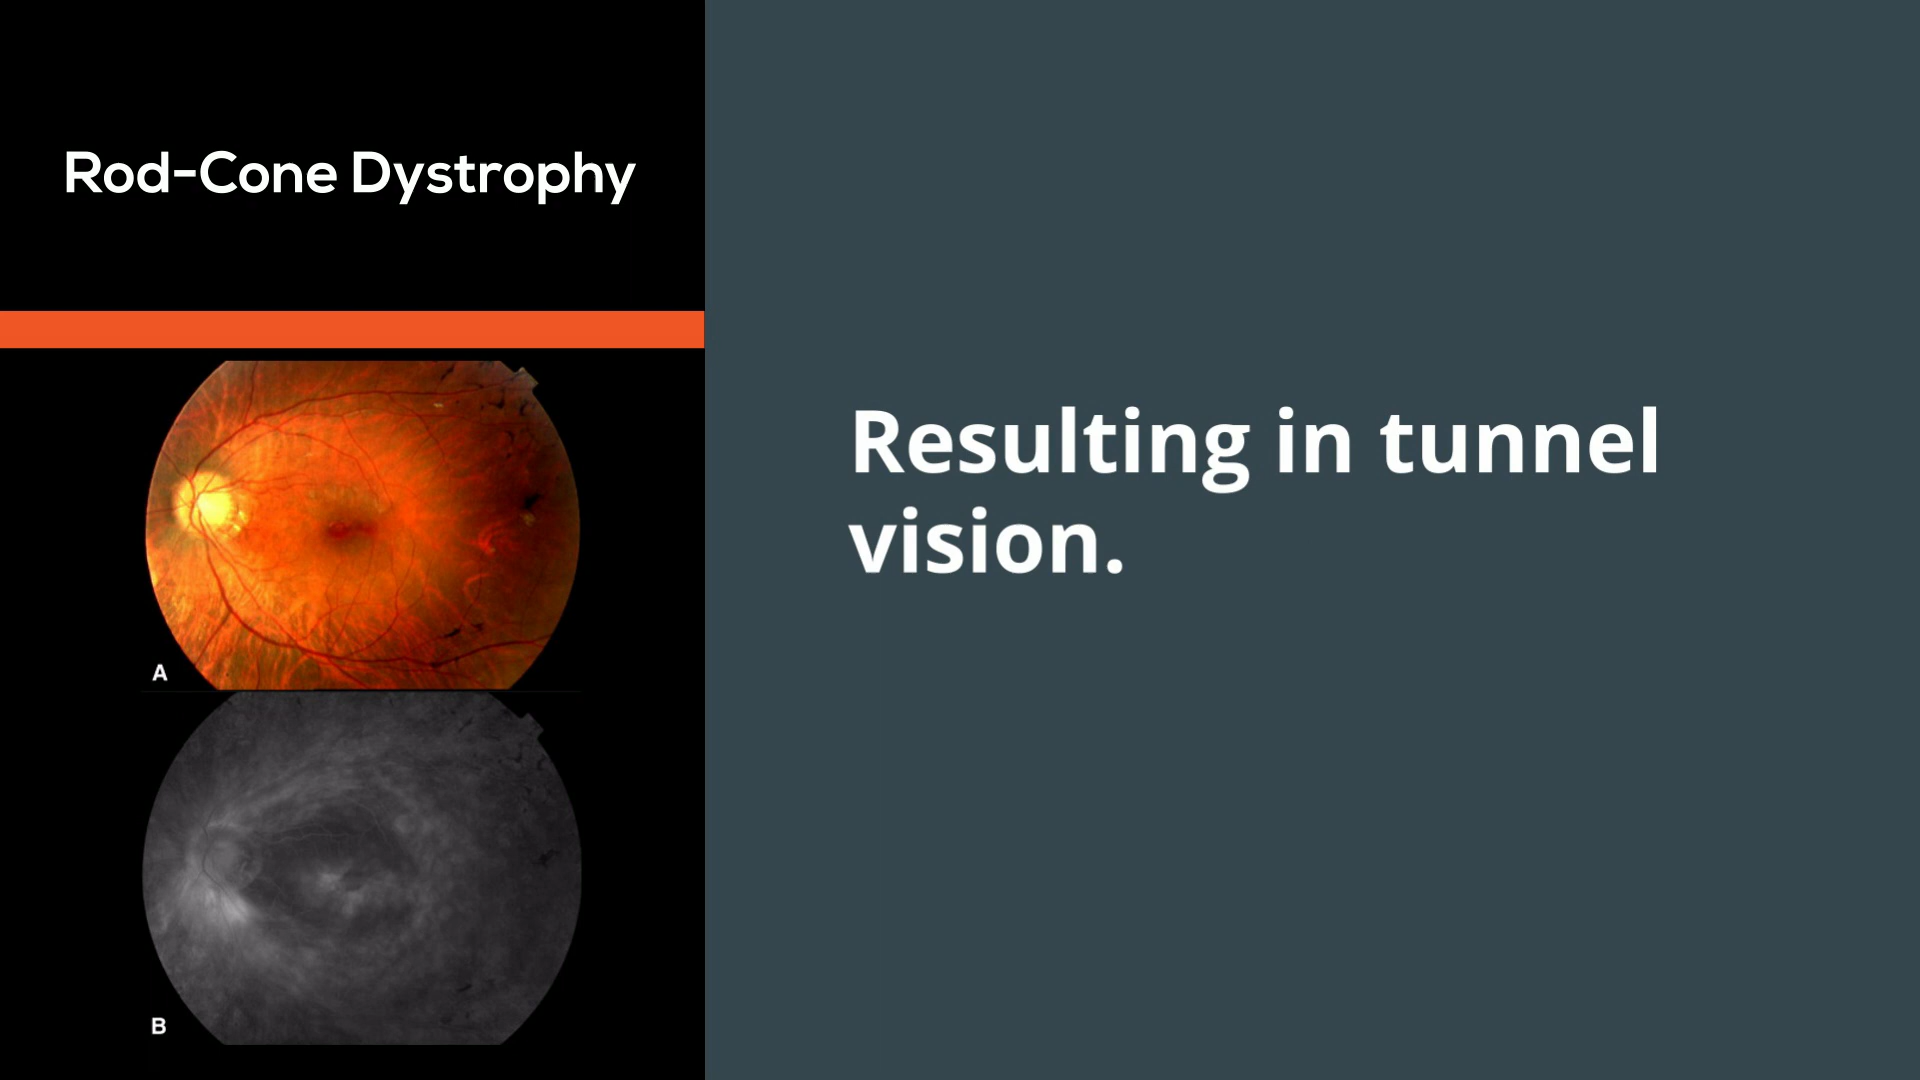 Rod-Cone Dystrophy
Resulting in tunnel
vision.
A
B